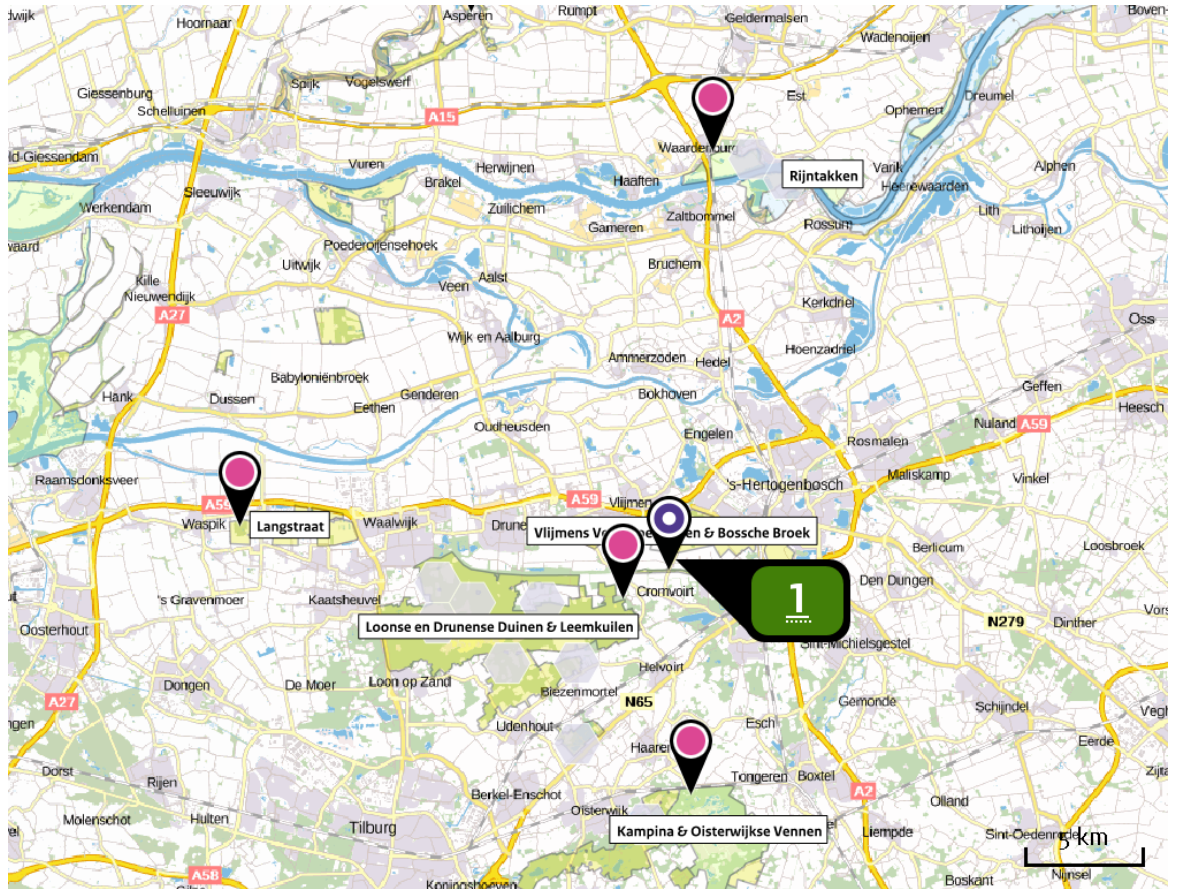 Hoornaar
Asperen
Rumpt
Geldermalsen
Wadenoijen
Giessenburg
Spijk
Vogelswerf
Est
Dreumel
Schelluinen
A15
Ophemert
Waardenburg
Vuren
Herwijnen
Varik
Alphen
Brakel
Haaften
Rijntakken
Heerewaarden
Sleeuwijk
Werkendam
Zuilichem
Zaltbommel
Lith
Gameren
Rossum
Lithoijen
Poederoijensehoek
Uitwijk
Bruchem
Kille
Aalst
Veen
Nieuwendijk
Kerkdriel
A27
A2
Oss
Wijk en Aalburg
Hoenzadriel
Ammerzoden
Hedel
Babyloniënbroek
Geffen
Hank
Dussen
Genderen
Bokhoven
Eethen
Heesch
Oudheusden
Engelen
Nuland
A59
Rosmalen
Raamsdonksveer
Maliskamp
Vinkel
's-Hertogenbosch
A59
A59
Vlijmen
Waspik
Langstraat
Waalwijk
Vlijmens
& Bossche Broek
Berlicum
Loosbroek
Den Dungen
Cromvoirt
's Gravenmoer
Kaatsheuvel
1
Loonse en Drunense Duinen & Leemkuilen
N279
Dinther
Oosterhout
Sint-Michielsgestel
Helvoirt
Dongen
De Moer
Loon op Zand
Biezenmortel
A27
N65
Gemonde
Schijndel
Udenhout
Esch
Haaren
Eerde
Dorst
Rijen
Tongeren
Boxtel
Berkel-Enschot
A2
Oisterwijk
Olland
Molenschot
Hulten
Tilburg
Kampina & Oisterwijkse Vennen
Liempde
Sint-Oedenrode
5 km
A58
Nijnsel
Boskant
Koningshoeven